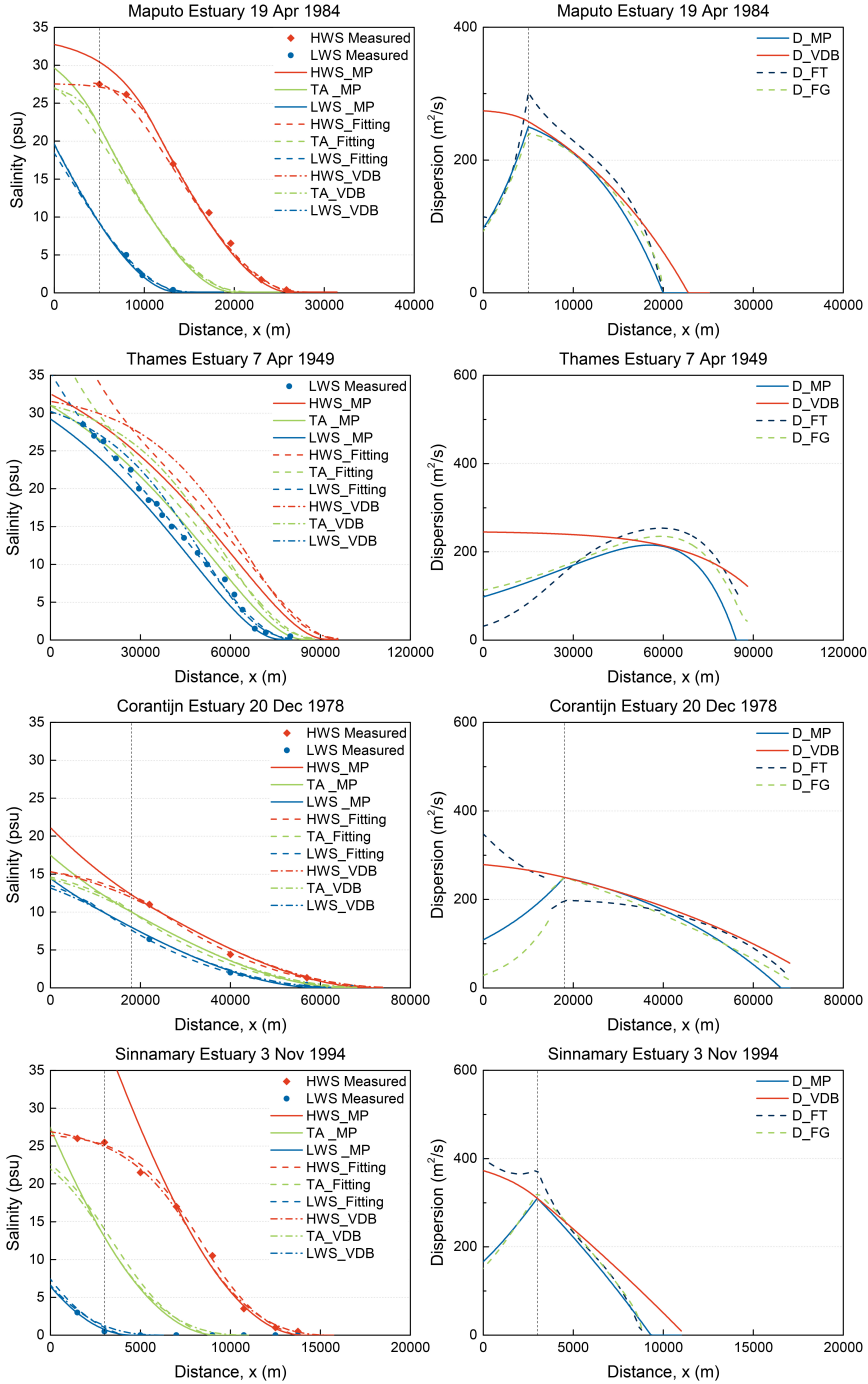 Maputo Estuary 19 Apr 1984
35
30
25
20
15
10
5
0
Salinity (psu)
HWS Measured
LWS Measured
HWS_MP
TA _MP
LWS_MP
HWS_Fitting
TA_Fitting
LWS_Fitting
HWS_VDB
TA_VDB
LWS_VDB
0 10000 20000 30000 40000
Distance, x (m)
Maputo Estuary 19 Apr 1984
400
200
0
Dispersion (m²/s)
D_MP
D_VDB
D_FT
D_FG
0 10000 20000 30000 40000
Distance, x (m)
Thames Estuary 7 Apr 1949
35
30
25
20
15
10
5
0
Salinity (psu)
LWS Measured
HWS_MP
TA _MP
LWS_MP
HWS_Fitting
TA_Fitting
LWS_Fitting
HWS_VDB
TA_VDB
LWS_VDB
0 30000 60000 90000 120000
Distance, x (m)
Thames Estuary 7 Apr 1949
600
400
200
0
Dispersion (m²/s)
D_MP
D_VDB
D_FT
D_FG
0 30000 60000 90000 120000
Distance, x (m)
Corantijn Estuary 20 Dec 1978
35
30
25
20
15
10
5
0
Salinity (psu)
HWS Measured
LWS Measured
HWS_MP
TA _MP
LWS_MP
HWS_Fitting
TA_Fitting
LWS_Fitting
HWS_VDB
TA_VDB
LWS_VDB
0 20000 40000 60000 80000
Distance, x (m)
Corantijn Estuary 20 Dec 1978
600
400
200
0
Dispersion (m²/s)
D_MP
D_VDB
D_FT
D_FG
0 20000 40000 60000 80000
Distance, x (m)
Sinnamary Estuary 3 Nov 1994
35
30
25
20
15
10
5
0
Salinity (psu)
HWS Measured
LWS Measured
HWS_MP
TA _MP
LWS_MP
HWS_Fitting
TA_Fitting
LWS_Fitting
HWS_VDB
TA_VDB
LWS_VDB
0 5000 10000 15000 20000
Distance, x (m)
Sinnamary Estuary 3 Nov 1994
600
400
200
0
Dispersion (m²/s)
D_MP
D_VDB
D_FT
D_FG
0 5000 10000 15000 20000
Distance, x (m)